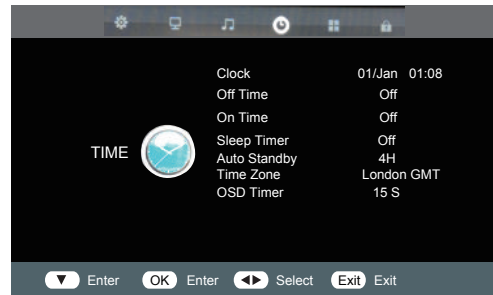 Clock 01/Jan 01:08
Off Time Off
On Time Off
Sleep Timer Off
TIME
Auto Standby 4H
Time Zone London GMT
OSD Timer 15 S
▼ Enter OK Enter ◀▶ Select Exit Exit